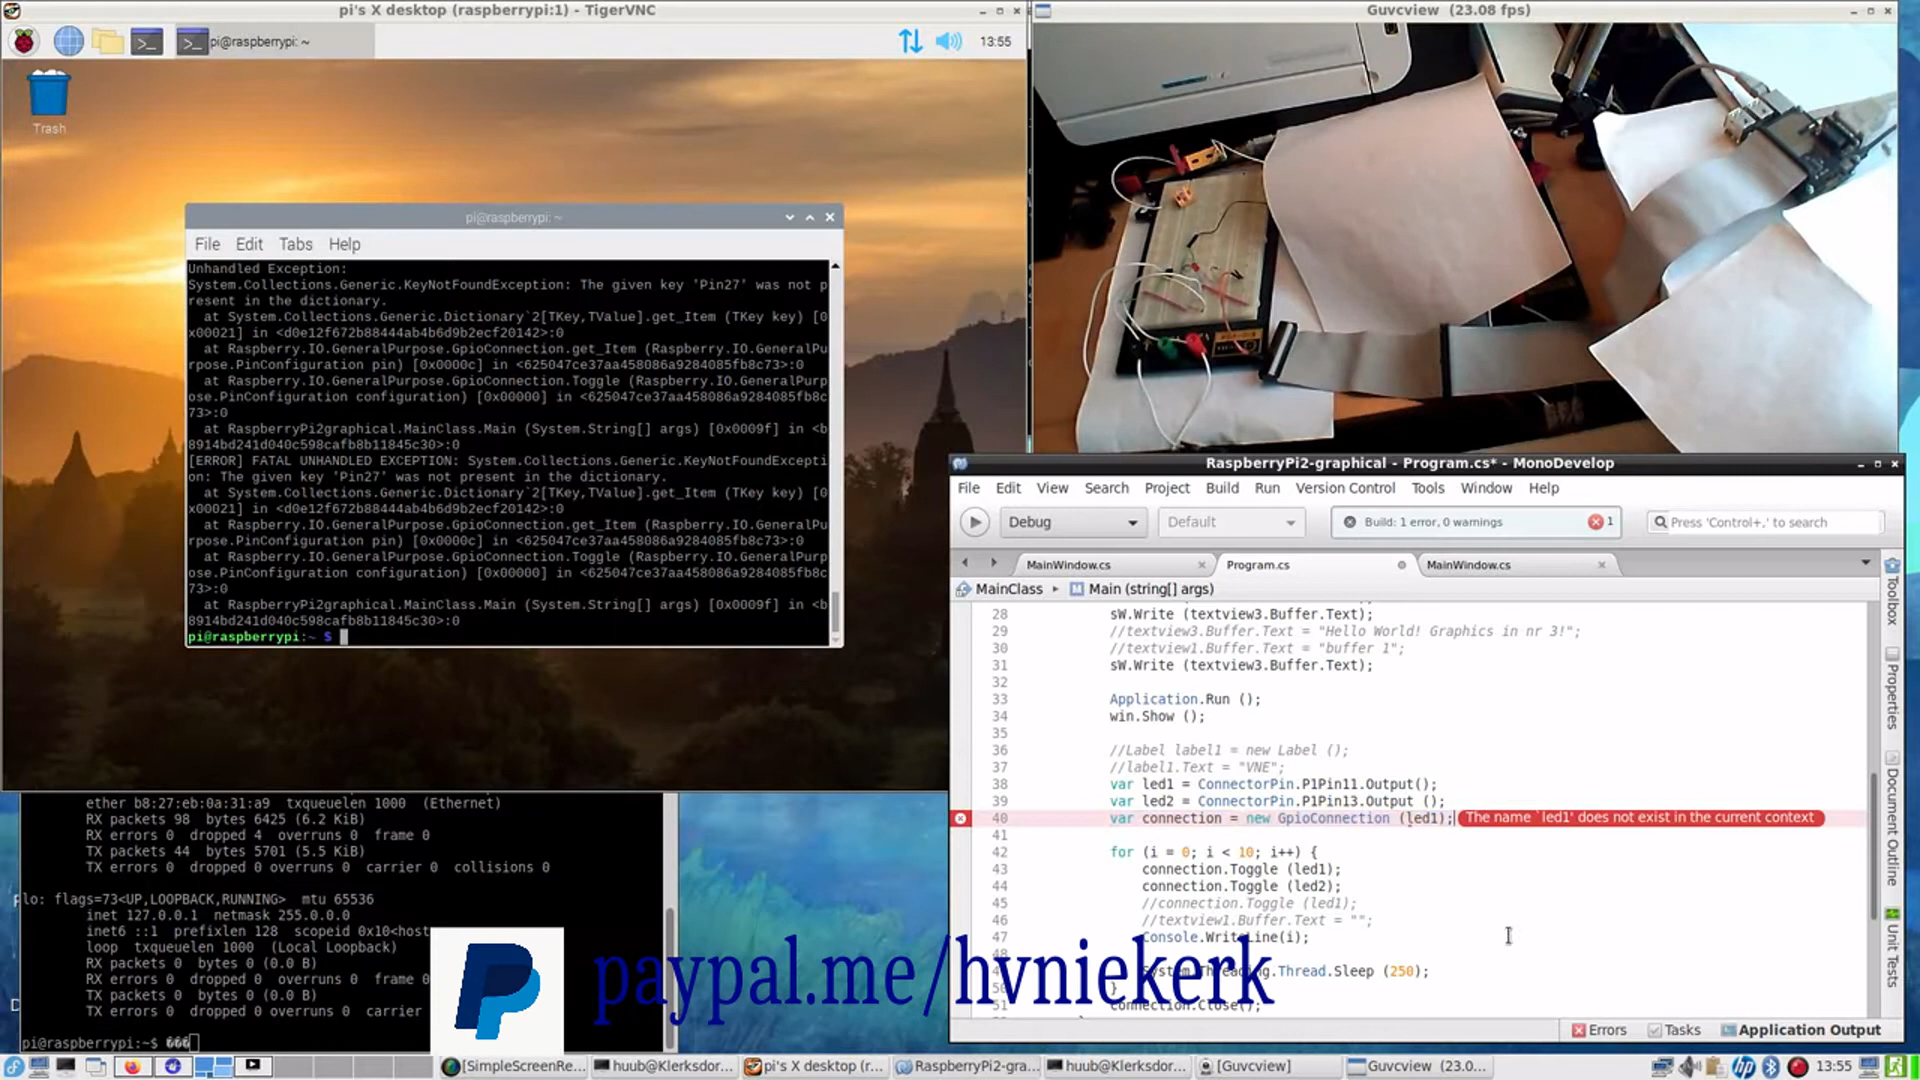 pi's X desktop (raspberrypi:1) - TigerVNC
pi@raspberrypi: ~
13:55
Trash
pi@raspberrypi: ~
File Edit Tabs Help
Unhandled Exception:
System.Collections.Generic.KeyNotFoundException: The given key 'Pin27' was not p
resent in the dictionary.
at System.Collections.Generic.Dictionary`2[TKey,TValue].get_Item (TKey key) [0
x00021] in <d0e12f672b88444ab4b6d9b2ecf20142>:0
at Raspberry.IO.GeneralPurpose.GpioConnection.get_Item (Raspberry.IO.GeneralPu
rpose.PinConfiguration pin) [0x0000c] in <625047ce37aa458086a9284085fb8c73>:0
at Raspberry.IO.GeneralPurpose.GpioConnection.Toggle (Raspberry.IO.GeneralPurp
ose.PinConfiguration configuration) [0x00000] in <625047ce37aa458086a9284085fb8c
73>:0
at RaspberryPi2graphical.MainClass.Main (System.String[] args) [0x0009f] in <b
8914bd241d040c598cafb8b11845c30>:0
[ERROR] FATAL UNHANDLED EXCEPTION: System.Collections.Generic.KeyNotFoundExcepti
on: The given key 'Pin27' was not present in the dictionary.
at System.Collections.Generic.Dictionary`2[TKey,TValue].get_Item (TKey key) [0
x00021] in <d0e12f672b88444ab4b6d9b2ecf20142>:0
at Raspberry.IO.GeneralPurpose.GpioConnection.get_Item (Raspberry.IO.GeneralPu
rpose.PinConfiguration pin) [0x0000c] in <625047ce37aa458086a9284085fb8c73>:0
at Raspberry.IO.GeneralPurpose.GpioConnection.Toggle (Raspberry.IO.GeneralPurp
ose.PinConfiguration configuration) [0x00000] in <625047ce37aa458086a9284085fb8c
73>:0
at RaspberryPi2graphical.MainClass.Main (System.String[] args) [0x0009f] in <b
8914bd241d040c598cafb8b11845c30>:0
pi@raspberrypi:~ $
ether b8:27:eb:0a:31:a9 txqueuelen 1000 (Ethernet)
RX packets 98 bytes 6425 (6.2 KiB)
RX errors 0 dropped 4 overruns 0 frame 0
TX packets 44 bytes 5701 (5.5 KiB)
TX errors 0 dropped 0 overruns 0 carrier 0 collisions 0
lo: flags=73<UP,LOOPBACK,RUNNING> mtu 65536
inet 127.0.0.1 netmask 255.0.0.0
inet6 ::1 prefixlen 128 scopeid 0x10<host
loop txqueuelen 1000 (Local Loopback)
RX packets 0 bytes 0 (0.0 B)
RX errors 0 dropped 0 overruns 0 frame 0
TX packets 0 bytes 0 (0.0 B)
TX errors 0 dropped 0 overruns 0 carrier
pi@raspberrypi:~$ ���
paypal.me/hvniekerk
Guvcview (23.08 fps)
RaspberryPi2-graphical - Program.cs* - MonoDevelop
File Edit View Search Project Build Run Version Control Tools Window Help
Debug Default Build: 1 error, 0 warnings 1 Press 'Control+,' to search
MainWindow.cs Program.cs MainWindow.cs
MainClass Main (string[] args)
28 sW.Write (textview3.Buffer.Text);
29 //textview3.Buffer.Text = "Hello World! Graphics in nr 3!";
30 //textview1.Buffer.Text = "buffer 1";
31 sW.Write (textview3.Buffer.Text);
32
33 Application.Run ();
34 win.Show ();
35
36 //Label label1 = new Label ();
37 //label1.Text = "VNE";
38 var led1 = ConnectorPin.P1Pin11.Output();
39 var led2 = ConnectorPin.P1Pin13.Output ();
40 var connection = new GpioConnection (led1); The name `led1' does not exist in the current context
41
42 for (i = 0; i < 10; i++) {
43 connection.Toggle (led1);
44 connection.Toggle (led2);
45 //connection.Toggle (led1);
46 //textview1.Buffer.Text = "";
47 Console.WriteLine(i);
System.Threading.Thread.Sleep (250);
}
51 connection.Close();
Toolbox
Properties
Document Outline
Unit Tests
Errors Tasks Application Output
[SimpleScreenRe... huub@Klerksdor... pi's X desktop (r... RaspberryPi2-gra... huub@Klerksdor... [Guvcview] Guvcview (23.0... 13:55